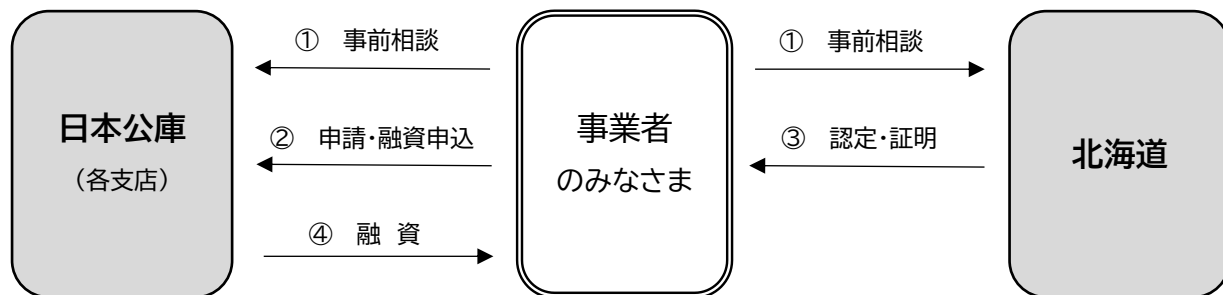 日本公庫
（各支店）
① 事前相談
② 申請・融資申込
④ 融 資
事業者
のみなさま
① 事前相談
③ 認定・証明
北海道